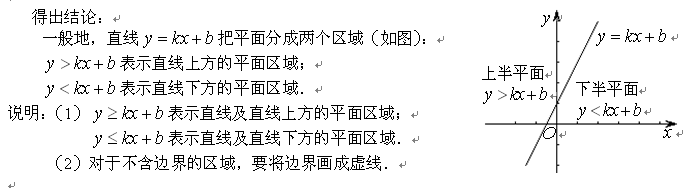 得出结论：
一般地，直线 y = kx + b 把平面分成两个区域（如图）：
y > kx + b 表示直线上方的平面区域；
y < kx + b 表示直线下方的平面区域．
说明：（1） y ≥ kx + b 表示直线及直线上方的平面区域；
y ≤ kx + b 表示直线及直线下方的平面区域．
（2）对于不含边界的区域，要将边界画成虚线．
y
y = kx + b
上半平面
y > kx + b
下半平面
y < kx + b
O
x